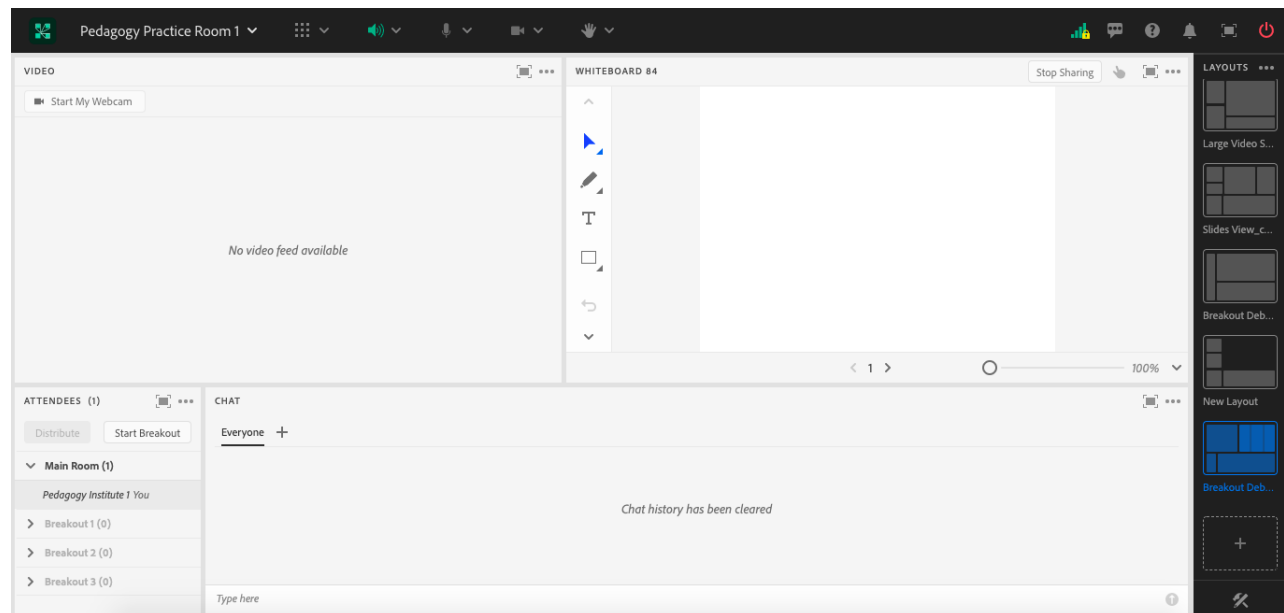 Pedagogy Practice Room 1
VIDEO
Start My Webcam
No video feed available
WHITEBOARD 84
Stop Sharing
T
1
100%
ATTENDEES (1)
Distribute
Start Breakout
Main Room (1)
Pedagogy Institute 1 You
Breakout 1 (0)
Breakout 2 (0)
Breakout 3 (0)
CHAT
Everyone
Chat history has been cleared
Type here
LAYOUTS
Large Video S...
Slides View_c...
Breakout Deb...
New Layout
Breakout Deb...